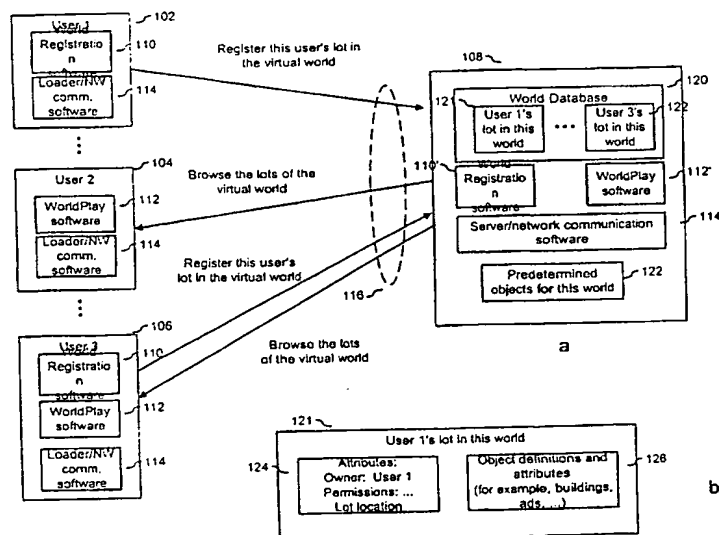 User 1
102
World
Registratio
n
software
110
Loader/NW
comm.
software
114
Register this user's lot in
the virtual world
104
User 2
WorldPlay
software
112
Loader/NW
comm.
software
114
Browse the lots of the
virtual world
Register this user's
lot in the virtual world
116
Browse the lots
of the virtual world
106
User 3
World
Registratio
n
software
110
WorldPlay
software
112
Loader/NW
comm.
software
114
108
120
World Database
121
User 1's
lot in this
world
...
User 3's
lot in this
world
122
110'
World
Registration
software
WorldPlay
software
112'
Server/network communication
software
114
Predetermined
objects for this world
122
a
121
User 1's lot in this world
124
Attributes:
Owner: User 1
Permissions: ...
Lot location
Object definitions and
attributes
(for example, buildings,
ads, ...)
126
b